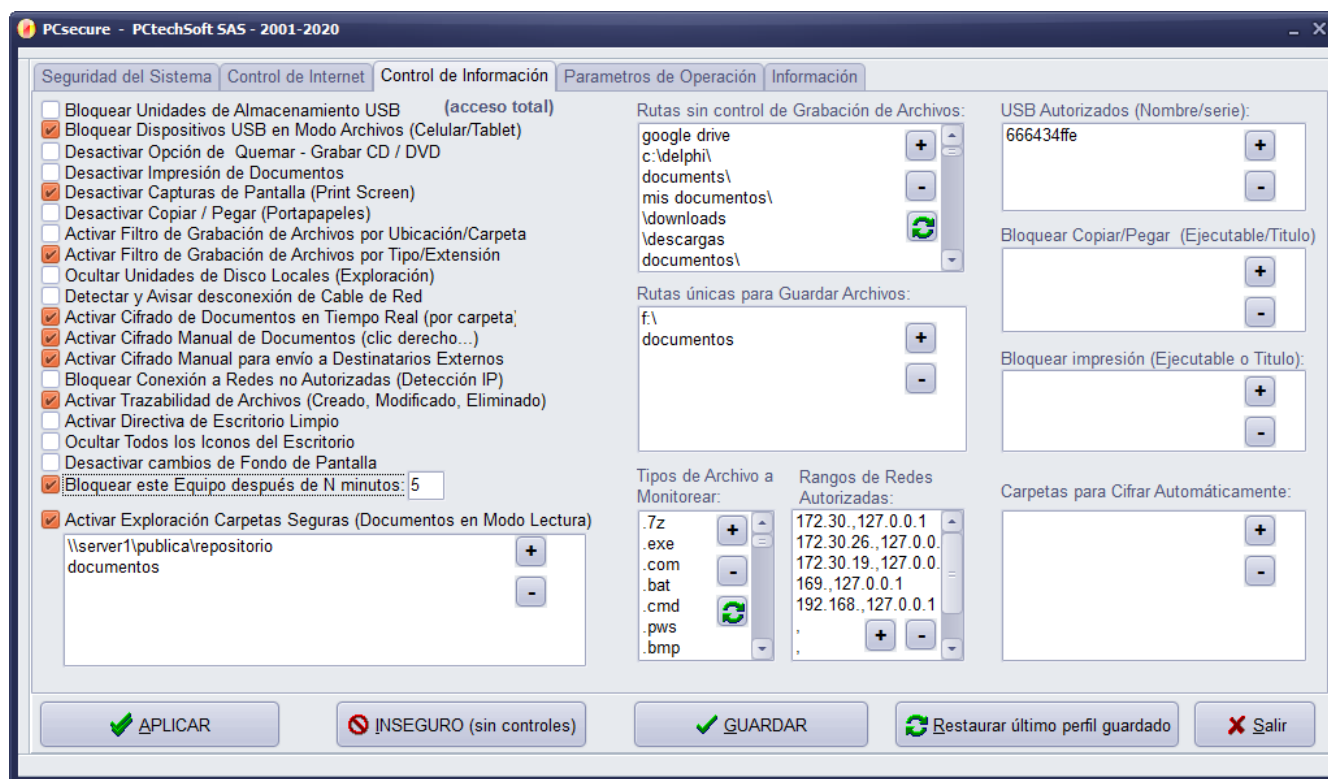 PCsecure - PCtechSoft SAS - 2001-2020
Seguridad del Sistema
Control de Internet
Control de Información
Parametros de Operación
Información
Bloquear Unidades de Almacenamiento USB (acceso total)
Bloquear Dispositivos USB en Modo Archivos (Celular/Tablet)
Desactivar Opción de Quemar - Grabar CD / DVD
Desactivar Impresión de Documentos
Desactivar Capturas de Pantalla (Print Screen)
Desactivar Copiar / Pegar (Portapapeles)
Activar Filtro de Grabación de Archivos por Ubicación/Carpeta
Activar Filtro de Grabación de Archivos por Tipo/Extensión
Ocultar Unidades de Disco Locales (Exploración)
Detectar y Avisar desconexión de Cable de Red
Activar Cifrado de Documentos en Tiempo Real (por carpeta)
Activar Cifrado Manual de Documentos (clic derecho...)
Activar Cifrado Manual para envío a Destinatarios Externos
Bloquear Conexión a Redes no Autorizadas (Detección IP)
Activar Trazabilidad de Archivos (Creado, Modificado, Eliminado)
Activar Directiva de Escritorio Limpio
Ocultar Todos los Iconos del Escritorio
Desactivar cambios de Fondo de Pantalla
Bloquear este Equipo después de N minutos: 5
Activar Exploración Carpetas Seguras (Documentos en Modo Lectura)
\\server1\publica\repositorio
documentos
Rutas sin control de Grabación de Archivos:
google drive
c:\delphi\
documents\
mis documentos\
\downloads
\descargas
documentos\
Rutas únicas para Guardar Archivos:
f:\
documentos
Tipos de Archivo a
Monitorear:
.7z
.exe
.com
.bat
.cmd
.pws
.bmp
Rangos de Redes
Autorizadas:
172.30.,127.0.0.1
172.30.26.,127.0.0.
172.30.19.,127.0.0.
169.,127.0.0.1
192.168.,127.0.0.1
,
,
USB Autorizados (Nombre/serie):
666434ffe
Bloquear Copiar/Pegar (Ejecutable/Titulo)
Bloquear impresión (Ejecutable o Titulo):
Carpetas para Cifrar Automáticamente:
APLICAR
INSEGURO (sin controles)
GUARDAR
Restaurar último perfil guardado
Salir